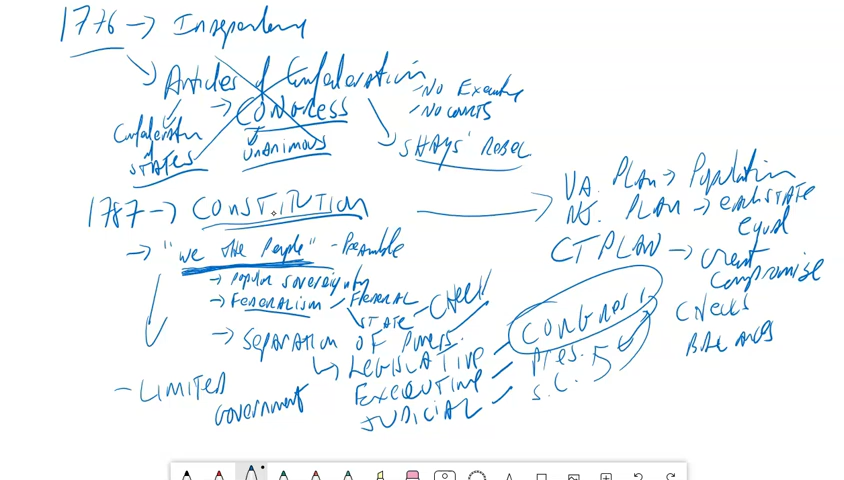 1776 → Independence
Articles of Confederation
→ CONGRESS
- NO Executive
- NO COURTS
Confederation of STATES
UNANIMOUS
SHAYS' REBEL
1787 → CONSTITUTION
VA. PLAN → Population
NJ. PLAN → each STATE equal
CT PLAN → Great Compromise
→ "We the People" - Preamble
→ Popular Sovereignty
→ FEDERALISM
FEDERAL
STATE
CHECK
→ SEPARATION OF Powers
CONGRESS
CHECKS
BALANCES
LEGISLATIVE
EXECUTIVE
Pres.
JUDICIAL
S.C.
- LIMITED
Government